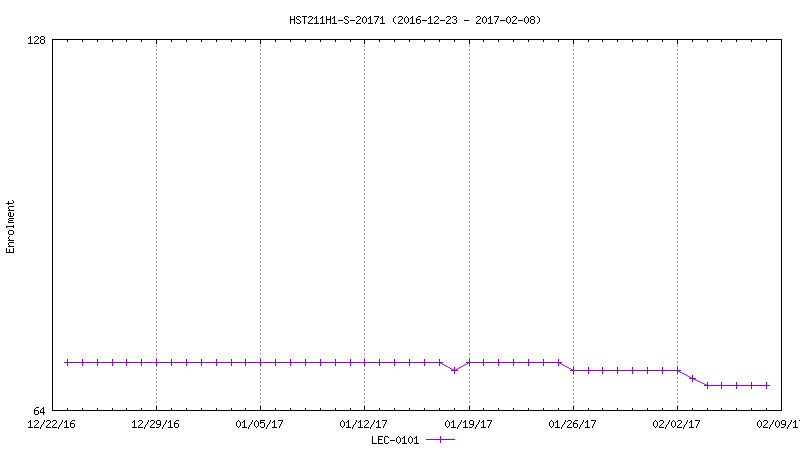 HST211H1-S-20171 (2016-12-23 - 2017-02-08)
128
Enrolment
64
12/22/16 12/29/16 01/05/17 01/12/17 01/19/17 01/26/17 02/02/17 02/09/17
LEC-0101